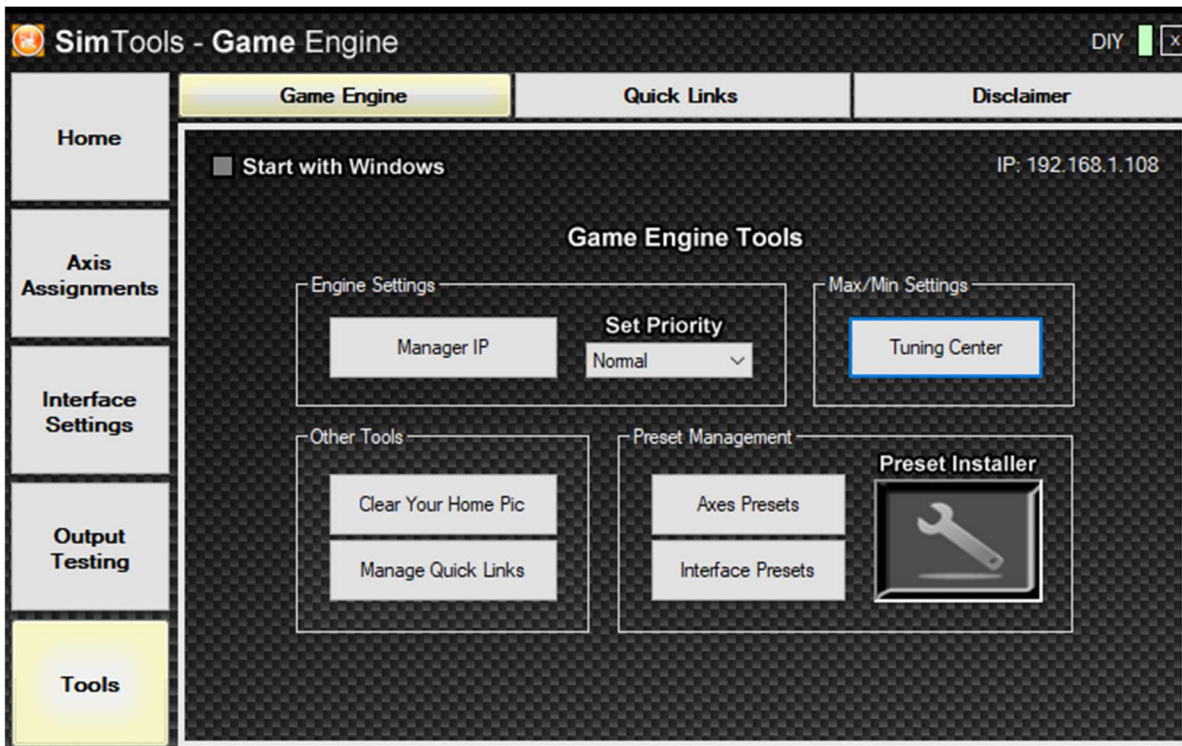 SimTools - Game Engine
DIY
x
Home
Axis
Assignments
Interface
Settings
Output
Testing
Tools
Game Engine
Quick Links
Disclaimer
Start with Windows
IP: 192.168.1.108
Game Engine Tools
Engine Settings
Manager IP
Set Priority
Normal
Max/Min Settings
Tuning Center
Other Tools
Clear Your Home Pic
Manage Quick Links
Preset Management
Axes Presets
Interface Presets
Preset Installer